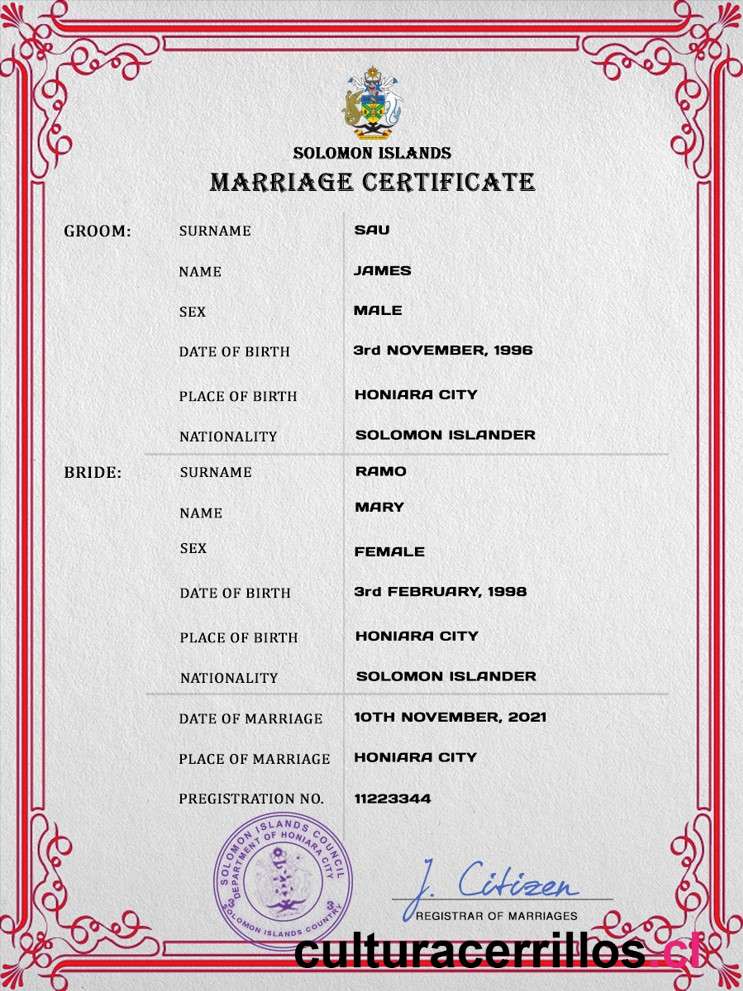 SOLOMON ISLANDS
MARRIAGE CERTIFICATE
GROOM: SURNAME SAU
NAME JAMES
SEX MALE
DATE OF BIRTH 3rd NOVEMBER, 1996
PLACE OF BIRTH HONIARA CITY
NATIONALITY SOLOMON ISLANDER
BRIDE: SURNAME RAMO
NAME MARY
SEX FEMALE
DATE OF BIRTH 3rd FEBRUARY, 1998
PLACE OF BIRTH HONIARA CITY
NATIONALITY SOLOMON ISLANDER
DATE OF MARRIAGE 10TH NOVEMBER, 2021
PLACE OF MARRIAGE HONIARA CITY
PREGISTRATION NO. 11223344
SOLOMON ISLANDS COUNCIL
DEPARTMENT OF HONIARA CITY
3 3
SOLOMON ISLANDS COUNTRY
J. Citizen
REGISTRAR OF MARRIAGES
culturacerrillos.cl